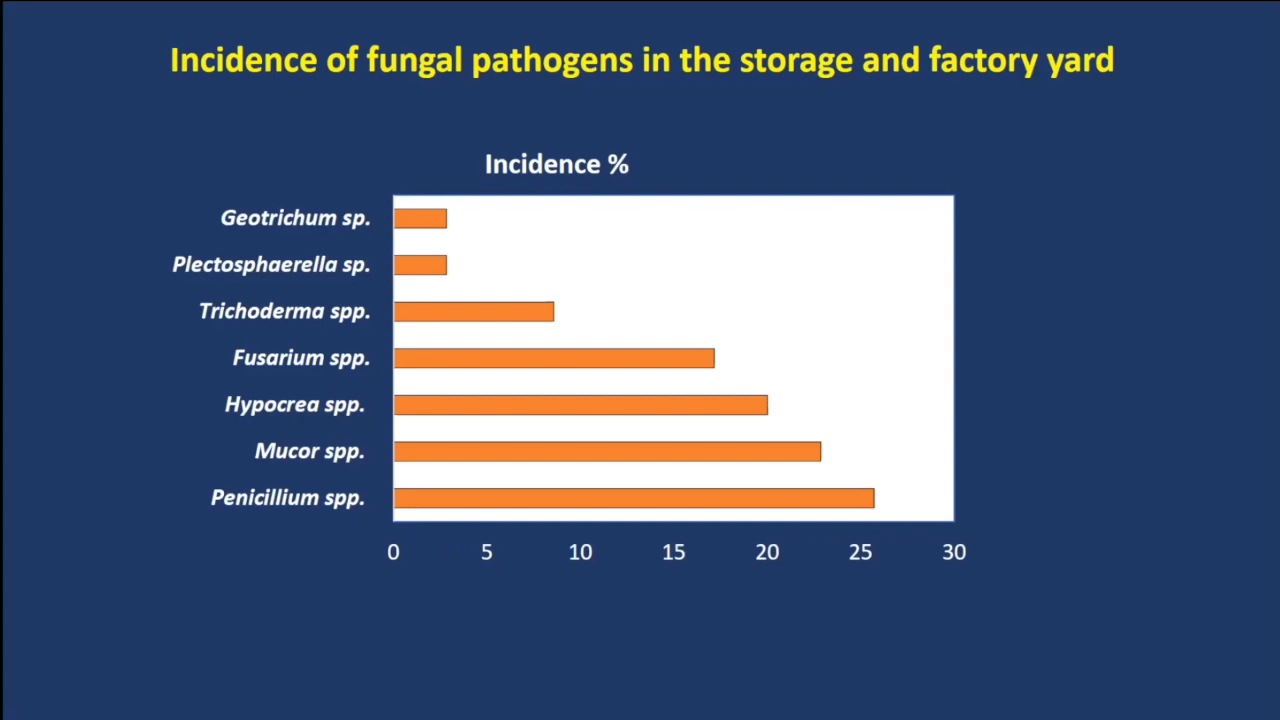 Incidence of fungal pathogens in the storage and factory yard
Incidence %
Geotrichum sp.
Plectosphaerella sp.
Trichoderma spp.
Fusarium spp.
Hypocrea spp.
Mucor spp.
Penicillium spp.
0 5 10 15 20 25 30